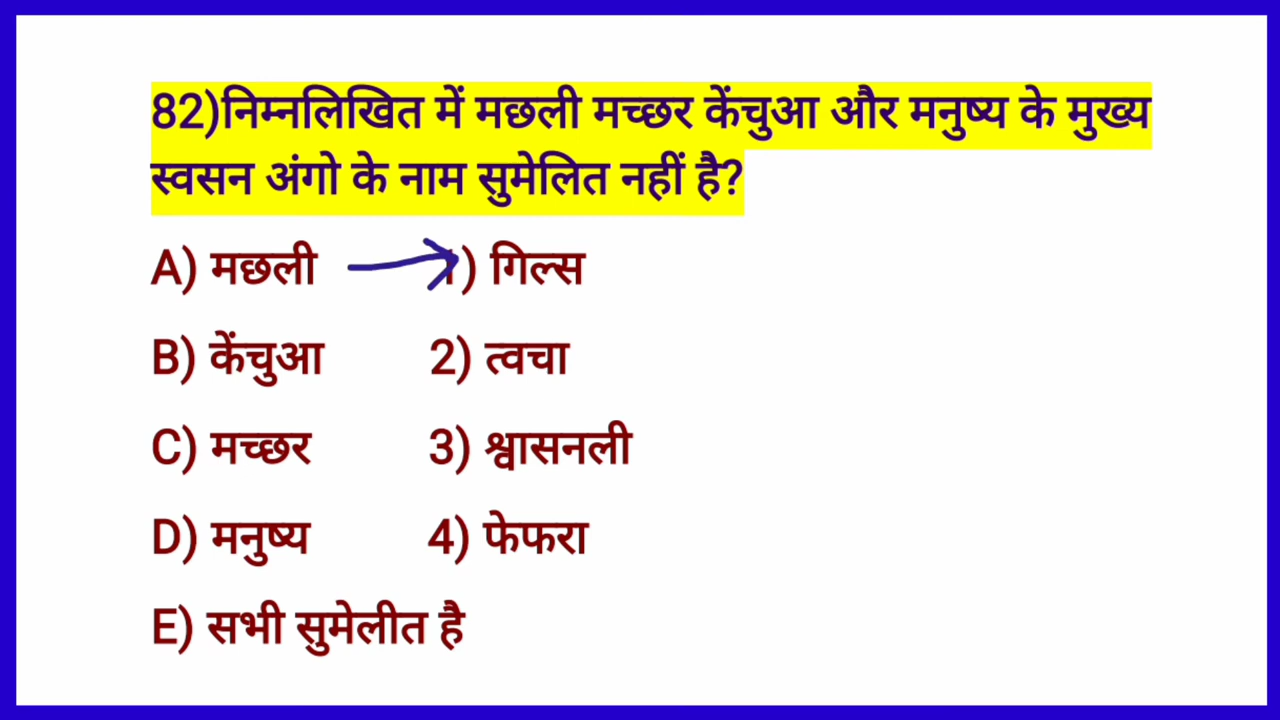 82)निम्नलिखित में मछली मच्छर केंचुआ और मनुष्य के मुख्य
स्वसन अंगो के नाम सुमेलित नहीं है?
A) मछली 1) गिल्स
B) केंचुआ 2) त्वचा
C) मच्छर 3) श्वासनली
D) मनुष्य 4) फेफरा
E) सभी सुमेलीत है